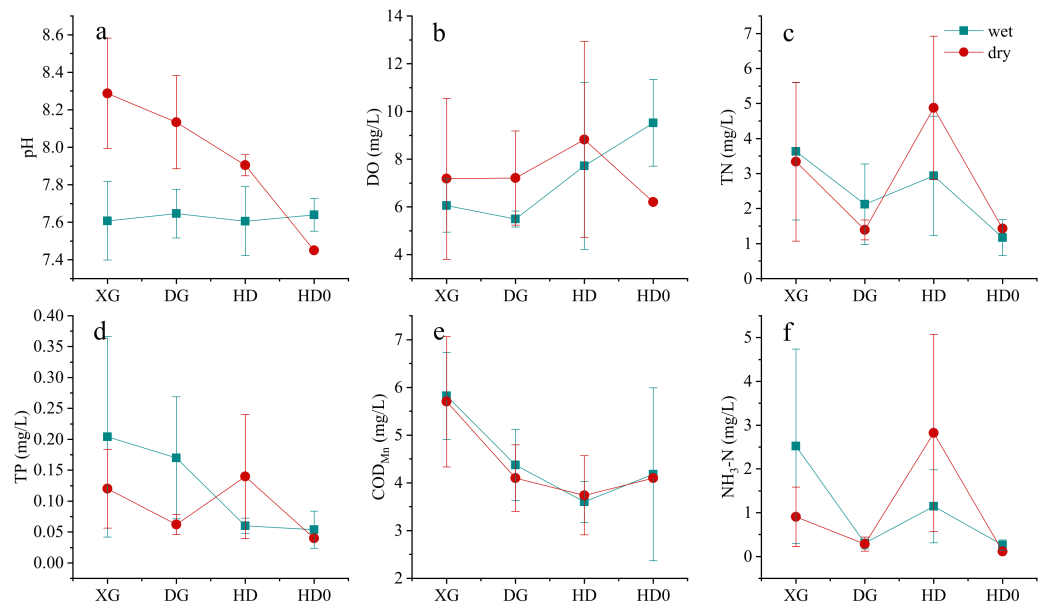 a
8.6
8.4
8.2
8.0
7.8
7.6
7.4
pH
XG DG HD HD0
b
14
12
10
8
6
4
DO (mg/L)
XG DG HD HD0
c
wet
dry
7
6
5
4
3
2
1
0
TN (mg/L)
XG DG HD HD0
d
0.40
0.35
0.30
0.25
0.20
0.15
0.10
0.05
0.00
TP (mg/L)
XG DG HD HD0
e
7
6
5
4
3
2
COD_Mn (mg/L)
XG DG HD HD0
f
5
4
3
2
1
0
NH₃-N (mg/L)
XG DG HD HD0